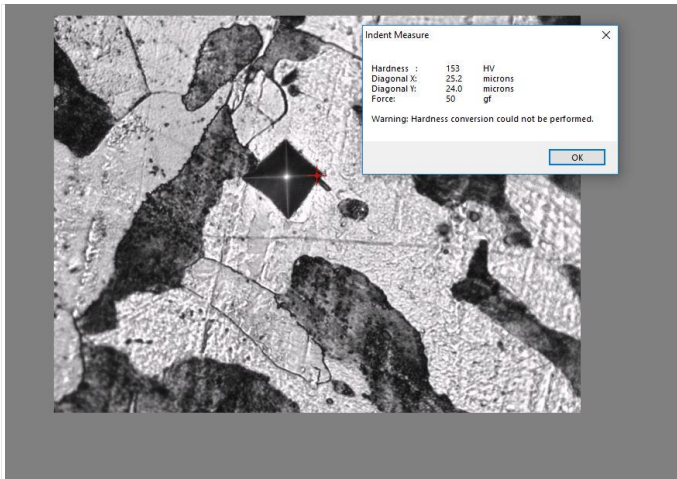 Indent Measure
Hardness : 153 HV
Diagonal X: 25.2 microns
Diagonal Y: 24.0 microns
Force: 50 gf
Warning: Hardness conversion could not be performed.
OK